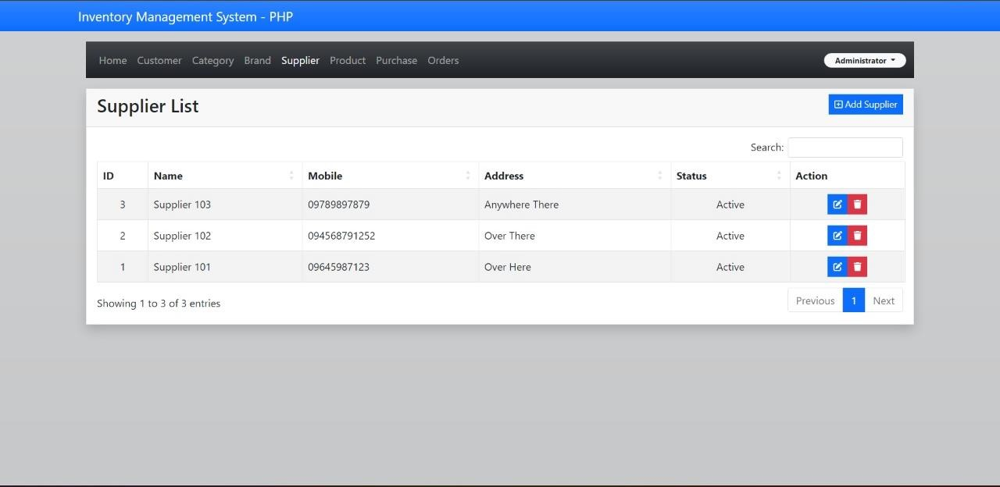 Inventory Management System - PHP
Home Customer Category Brand Supplier Product Purchase Orders Administrator
Supplier List Add Supplier
Search:
ID Name Mobile Address Status Action
3 Supplier 103 09789897879 Anywhere There Active
2 Supplier 102 094568791252 Over There Active
1 Supplier 101 09645987123 Over Here Active
Showing 1 to 3 of 3 entries Previous 1 Next